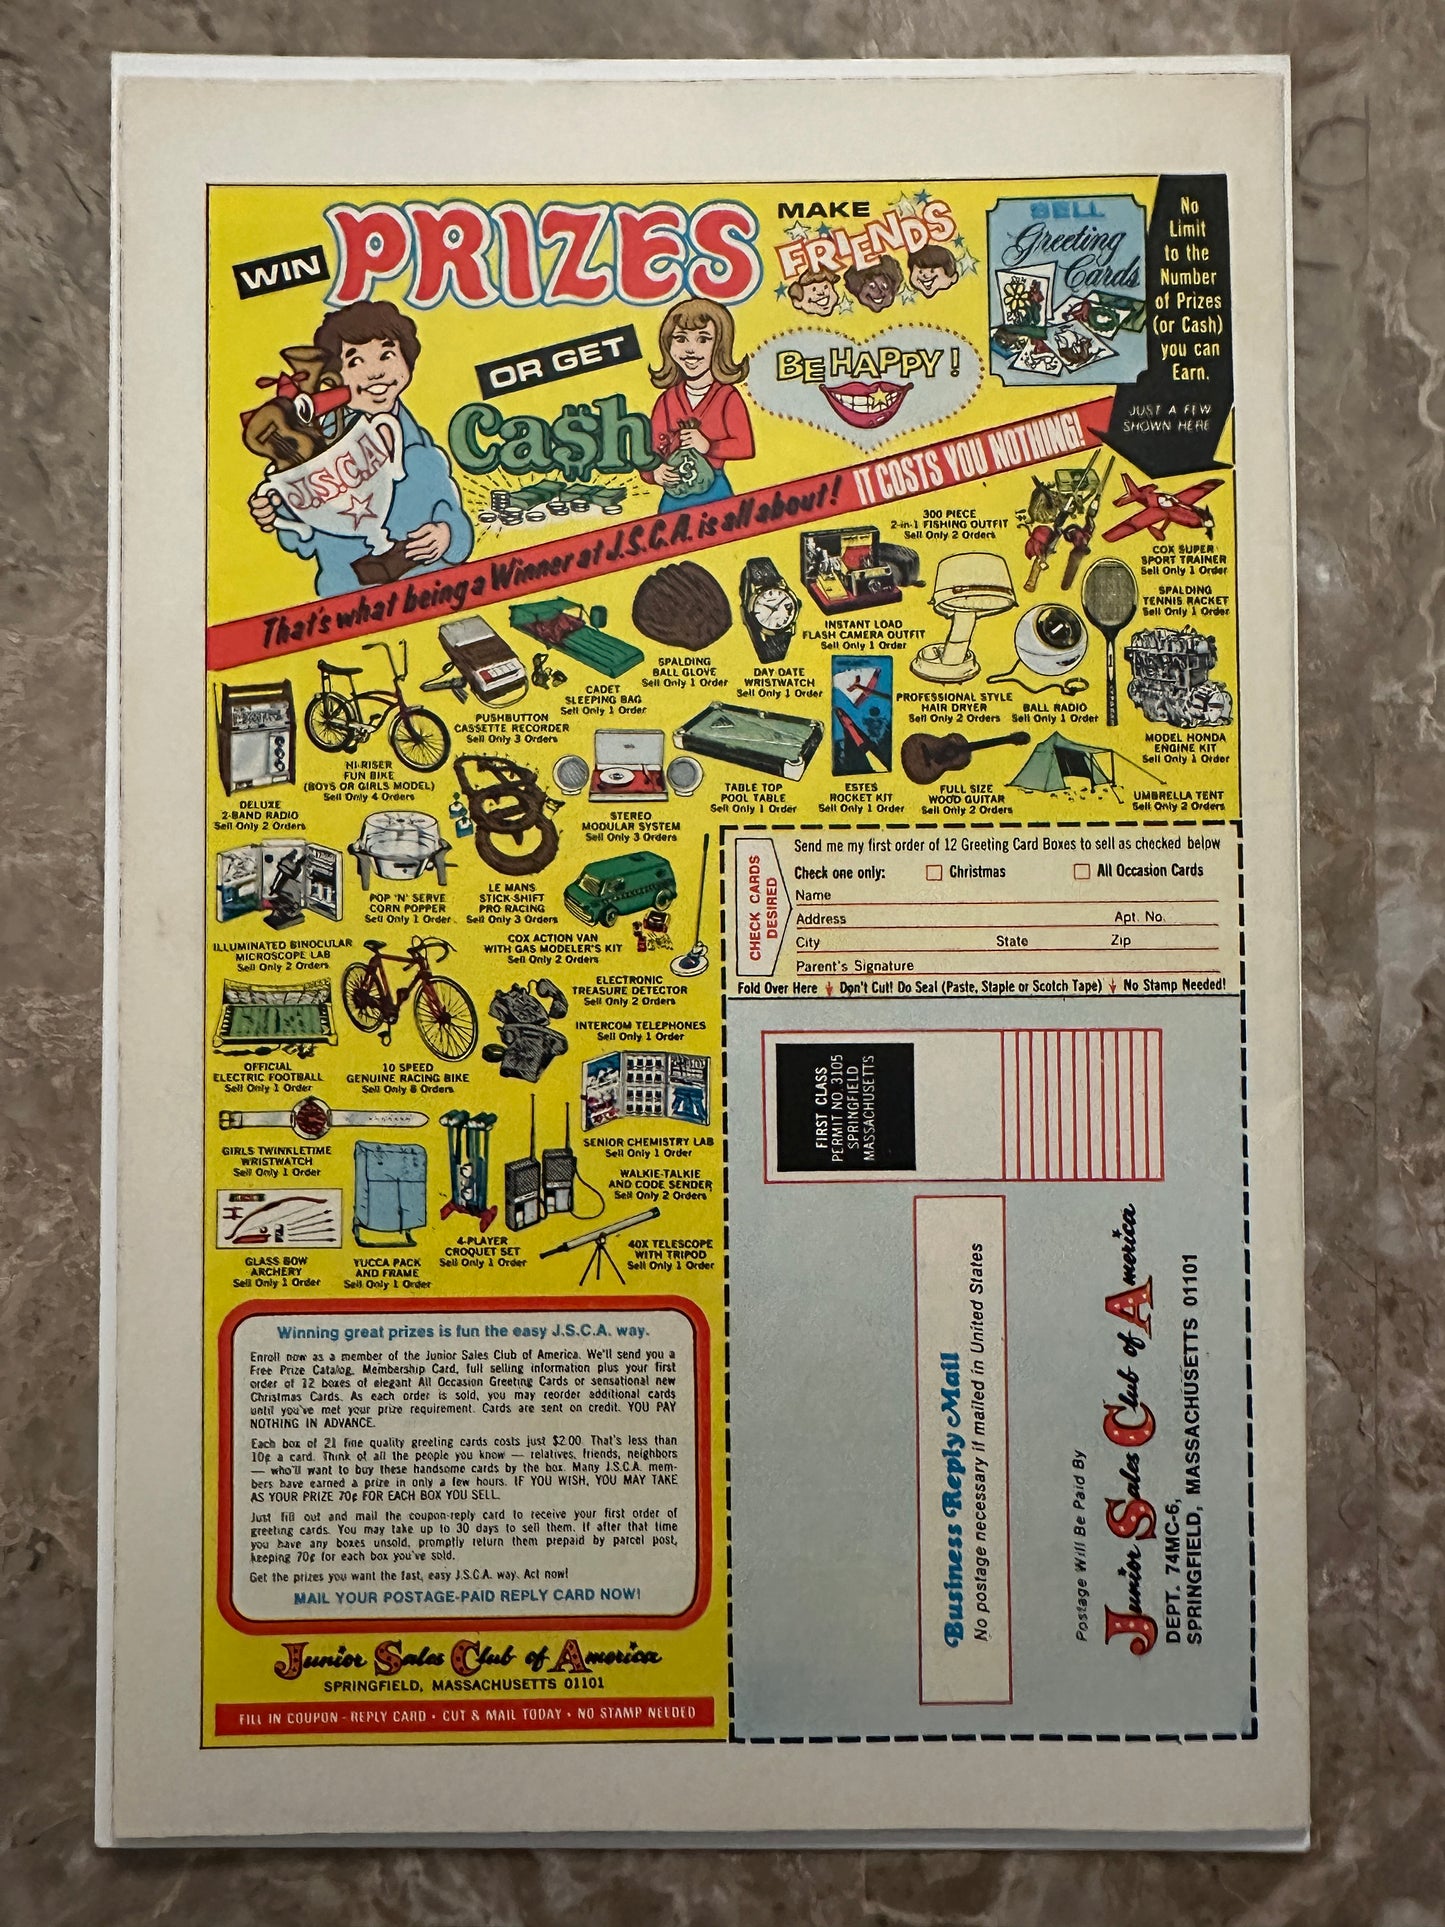 WIN PRIZES
OR GET
Cash
MAKE
FRIENDS
BE HAPPY!
SELL
Greeting
Cards
No
Limit
to the
Number
of Prizes
(or Cash)
you can
Earn.
JUST A FEW
SHOWN HERE
J.S.C.A.
$
That's what being a Winner at J.S.C.A. is all about! IT COSTS YOU NOTHING!
300 PIECE
2-in-1 FISHING OUTFIT
Sell Only 2 Orders
COX SUPER
SPORT TRAINER
Sell Only 1 Order
SPALDING
TENNIS RACKET
Sell Only 1 Order
INSTANT LOAD
FLASH CAMERA OUTFIT
Sell Only 1 Order
SPALDING
BALL GLOVE
Sell Only 1 Order
DAY-DATE
WRISTWATCH
Sell Only 1 Order
CADET
SLEEPING BAG
Sell Only 1 Order
PUSHBUTTON
CASSETTE RECORDER
Sell Only 3 Orders
PROFESSIONAL STYLE
HAIR DRYER
Sell Only 2 Orders
BALL RADIO
Sell Only 1 Order
MODEL HONDA
ENGINE KIT
Sell Only 1 Order
HI-RISER
FUN BIKE
(BOYS OR GIRLS MODEL)
Sell Only 4 Orders
DELUXE
2-BAND RADIO
Sell Only 2 Orders
STEREO
MODULAR SYSTEM
Sell Only 3 Orders
TABLE TOP
POOL TABLE
Sell Only 1 Order
ESTES
ROCKET KIT
Sell Only 1 Order
FULL SIZE
WOOD GUITAR
Sell Only 2 Orders
UMBRELLA TENT
Sell Only 2 Orders
POP 'N' SERVE
CORN POPPER
Sell Only 1 Order
LE MANS
STICK-SHIFT
PRO RACING
Sell Only 3 Orders
ILLUMINATED BINOCULAR
MICROSCOPE LAB
Sell Only 2 Orders
COX ACTION VAN
WITH GAS MODELER'S KIT
Sell Only 2 Orders
ELECTRONIC
TREASURE DETECTOR
Sell Only 2 Orders
INTERCOM TELEPHONES
Sell Only 1 Order
OFFICIAL
ELECTRIC FOOTBALL
Sell Only 1 Order
10 SPEED
GENUINE RACING BIKE
Sell Only 8 Orders
GIRLS TWINKLETIME
WRISTWATCH
Sell Only 1 Order
SENIOR CHEMISTRY LAB
Sell Only 1 Order
WALKIE-TALKIE
AND CODE SENDER
Sell Only 2 Orders
GLASS BOW
ARCHERY
Sell Only 1 Order
YUCCA PACK
AND FRAME
Sell Only 1 Order
4-PLAYER
CROQUET SET
Sell Only 1 Order
40X TELESCOPE
WITH TRIPOD
Sell Only 1 Order
Winning great prizes is fun the easy J.S.C.A. way.
Enroll now as a member of the Junior Sales Club of America. We'll send you a
Free Prize Catalog, Membership Card, full selling information plus your first
order of 12 boxes of elegant All Occasion Greeting Cards or sensational new
Christmas Cards. As each order is sold, you may reorder additional cards
until you've met your prize requirement. Cards are sent on credit. YOU PAY
NOTHING IN ADVANCE.
Each box of 21 fine quality greeting cards costs just $2.00. That's less than
10¢ a card. Think of all the people you know — relatives, friends, neighbors
— who'll want to buy these handsome cards by the box. Many J.S.C.A. mem-
bers have earned a prize in only a few hours. IF YOU WISH, YOU MAY TAKE
AS YOUR PRIZE 70¢ FOR EACH BOX YOU SELL.
Just fill out and mail the coupon-reply card to receive your first order of
greeting cards. You may take up to 30 days to sell them. If after that time
you have any boxes unsold, promptly return them prepaid by parcel post,
keeping 70¢ for each box you've sold.
Get the prizes you want the fast, easy J.S.C.A. way. Act now!
MAIL YOUR POSTAGE-PAID REPLY CARD NOW!
Junior Sales Club of America
SPRINGFIELD, MASSACHUSETTS 01101
FILL IN COUPON - REPLY CARD • CUT & MAIL TODAY • NO STAMP NEEDED
CHECK CARDS
DESIRED
Send me my first order of 12 Greeting Card Boxes to sell as checked below
Check one only: Christmas All Occasion Cards
Name
Address Apt. No.
City State Zip
Parent's Signature
Fold Over Here ↓ Don't Cut! Do Seal (Paste, Staple or Scotch Tape) ↓ No Stamp Needed!
FIRST CLASS
PERMIT NO. 3105
SPRINGFIELD
MASSACHUSETTS
Business Reply Mail
No postage necessary if mailed in United States
Postage Will Be Paid By
Junior Sales Club of America
DEPT. 74MC-6,
SPRINGFIELD, MASSACHUSETTS 01101